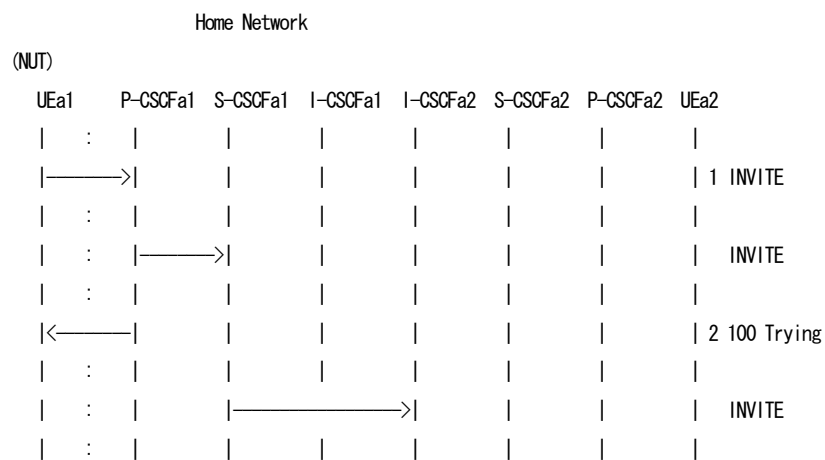 Home Network
(NUT)
UEa1 P-CSCFa1 S-CSCFa1 I-CSCFa1 I-CSCFa2 S-CSCFa2 P-CSCFa2 UEa2
| : | | | | | | |
|-------->| | | | | | | 1 INVITE
| : | | | | | | |
| : |-------->| | | | | | INVITE
| : | | | | | | |
|<--------| | | | | | | 2 100 Trying
| : | | | | | | |
| : | |------------------>| | | | INVITE
| : | | | | | | |